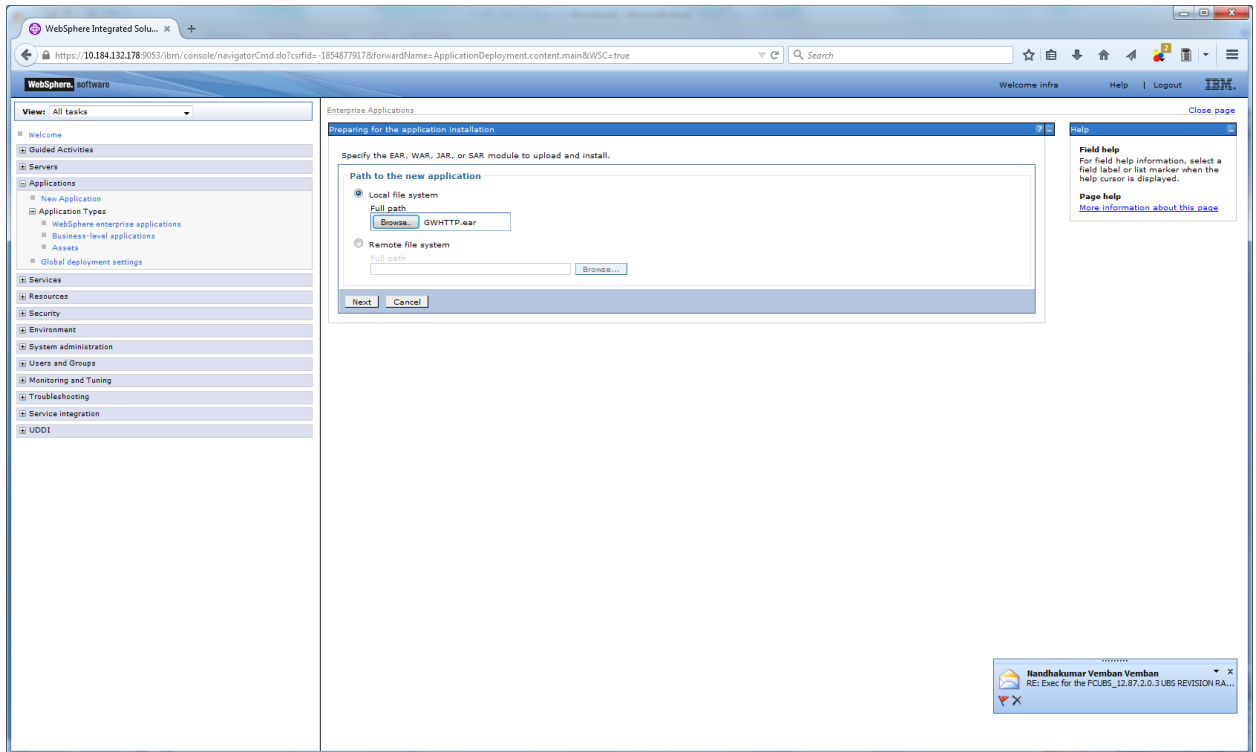 WebSphere Integrated Solu... × +
https://10.184.132.178:9053/ibm/console/navigatorCmd.do?csrfid=-1854877917&forwardName=ApplicationDeployment.content.main&WSC=true
Search
2
WebSphere. software
Welcome infra Help | Logout IBM.
View: All tasks
Welcome
Guided Activities
Servers
Applications
New Application
Application Types
WebSphere enterprise applications
Business-level applications
Assets
Global deployment settings
Services
Resources
Security
Environment
System administration
Users and Groups
Monitoring and Tuning
Troubleshooting
Service integration
UDDI
Enterprise Applications
Close page
Preparing for the application installation ? -
Specify the EAR, WAR, JAR, or SAR module to upload and install.
Path to the new application
Local file system
Full path
Browse.. GWHTTP.ear
Remote file system
Full path
Browse...
Next Cancel
Help
Field help
For field help information, select a
field label or list marker when the
help cursor is displayed.
Page help
More information about this page
Nandhakumar Vemban Vemban
RE: Exec for the FCUBS_12.87.2.0.3 UBS REVISION RA...